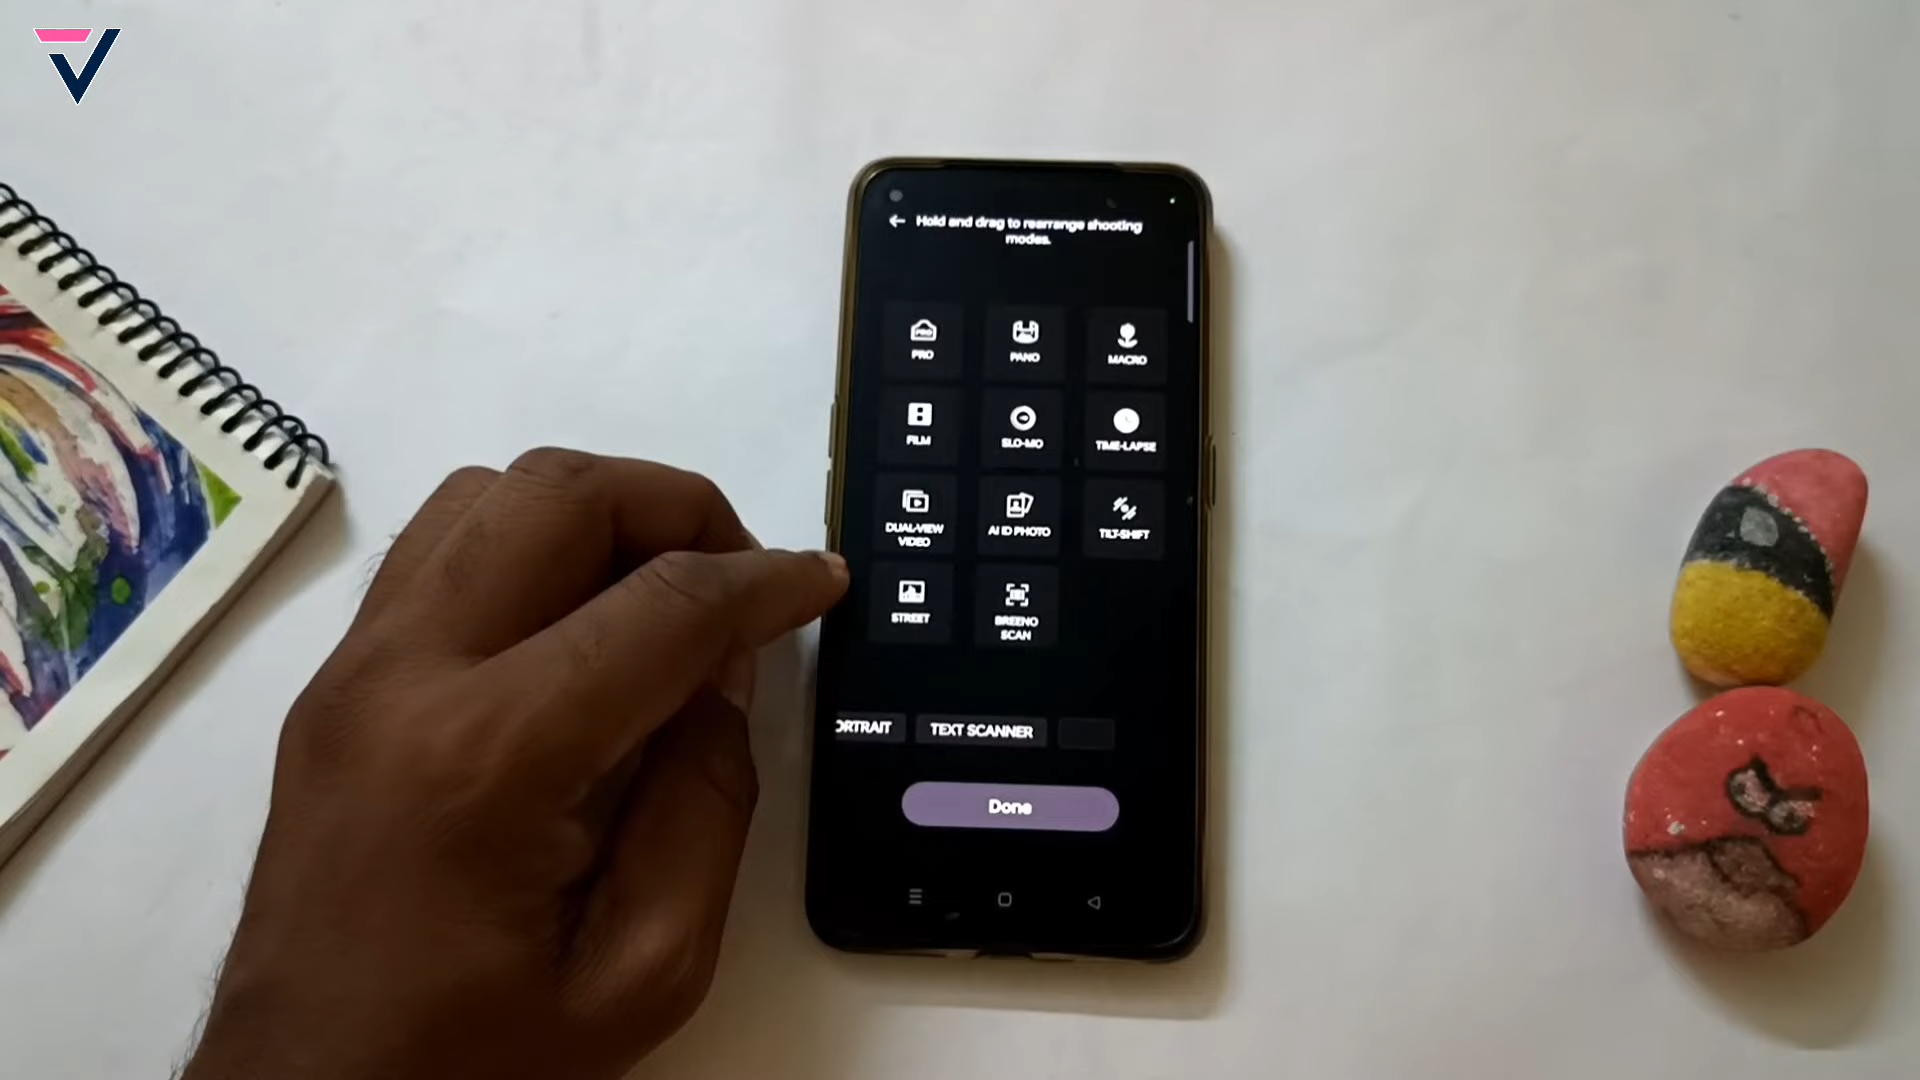 Hold and drag to rearrange shooting
modes.
PRO
PANO
MACRO
FILM
SLO-MO
TIME-LAPSE
DUAL-VIEW
VIDEO
AI ID PHOTO
TILT-SHIFT
STREET
BREENO
SCAN
ORTRAIT
TEXT SCANNER
Done